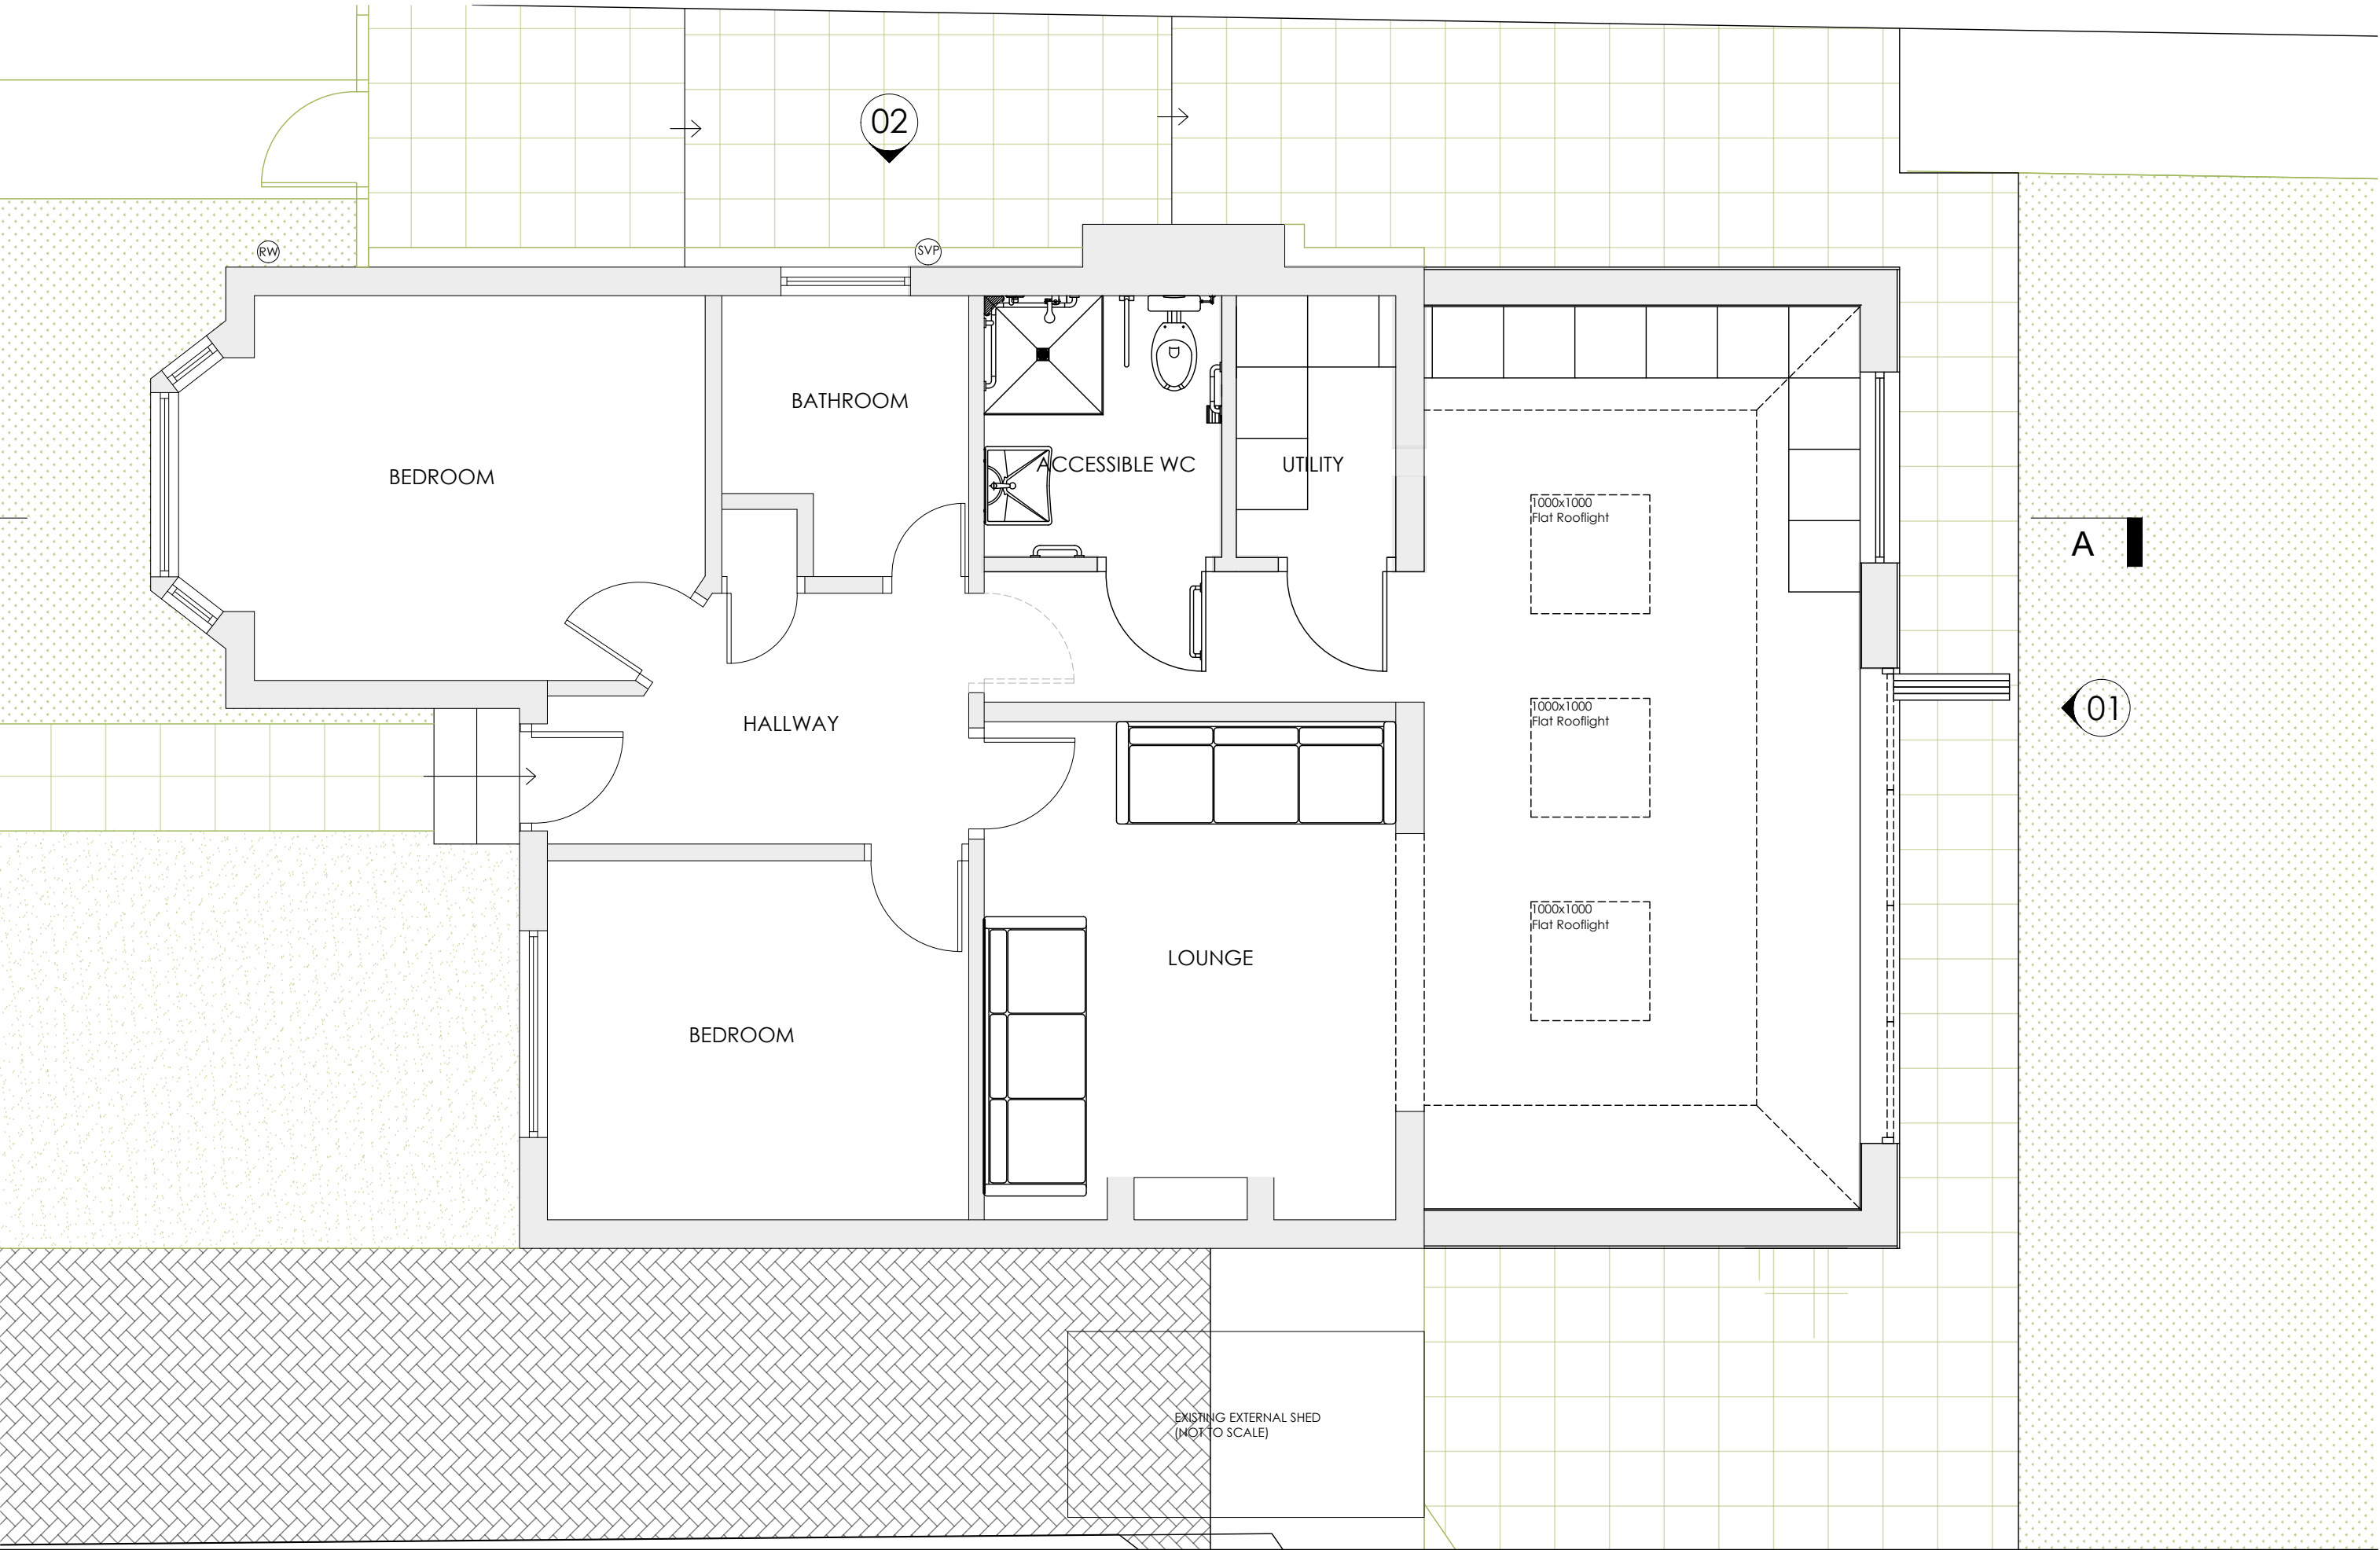 02
RW
SVP
BATHROOM
BEDROOM
ACCESSIBLE WC
UTILITY
1000x1000
Flat Rooflight
A
1000x1000
Flat Rooflight
01
HALLWAY
1000x1000
Flat Rooflight
LOUNGE
BEDROOM
EXISTING EXTERNAL SHED
(NOT TO SCALE)